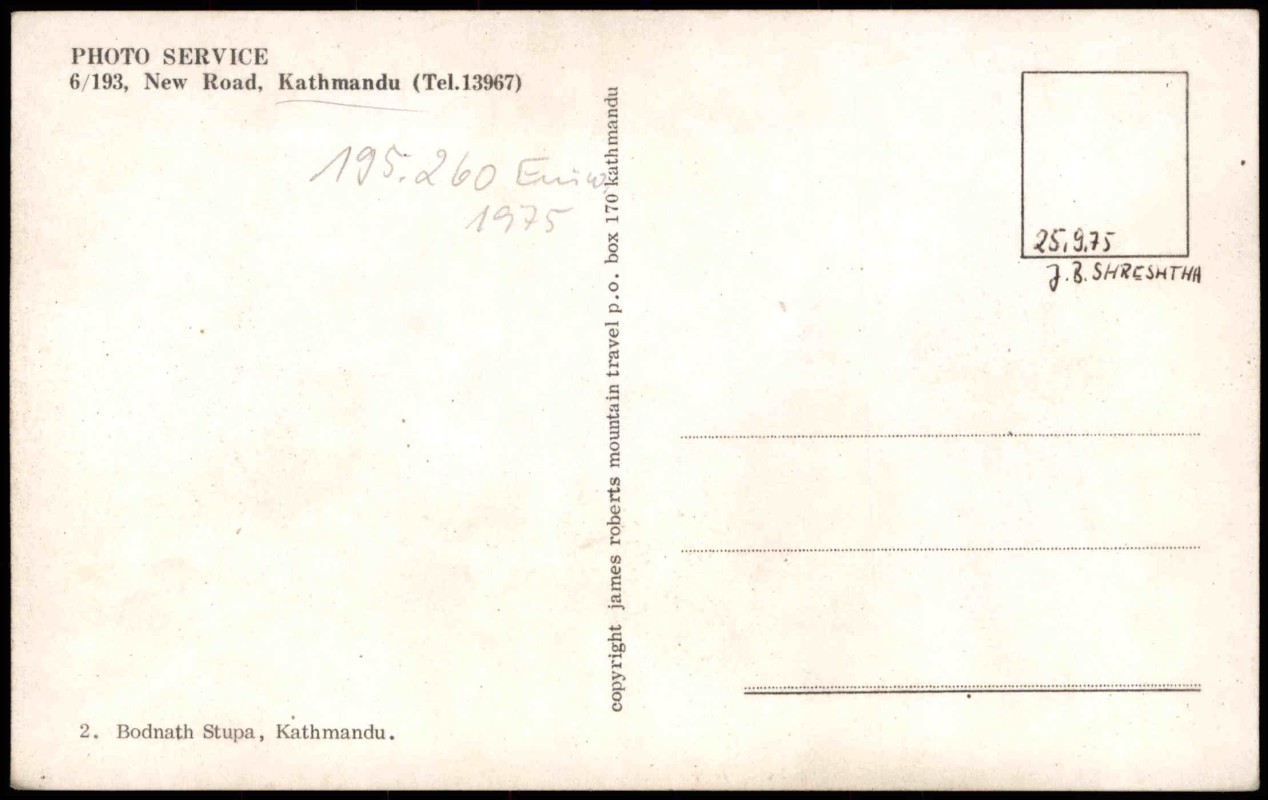 PHOTO SERVICE
6/193, New Road, Kathmandu (Tel.13967)
195.260 Einw.
1975
copyright james roberts mountain travel p.o. box 170 kathmandu
25.9.75
J.B. SHRESHTHA
2. Bodnath Stupa, Kathmandu.